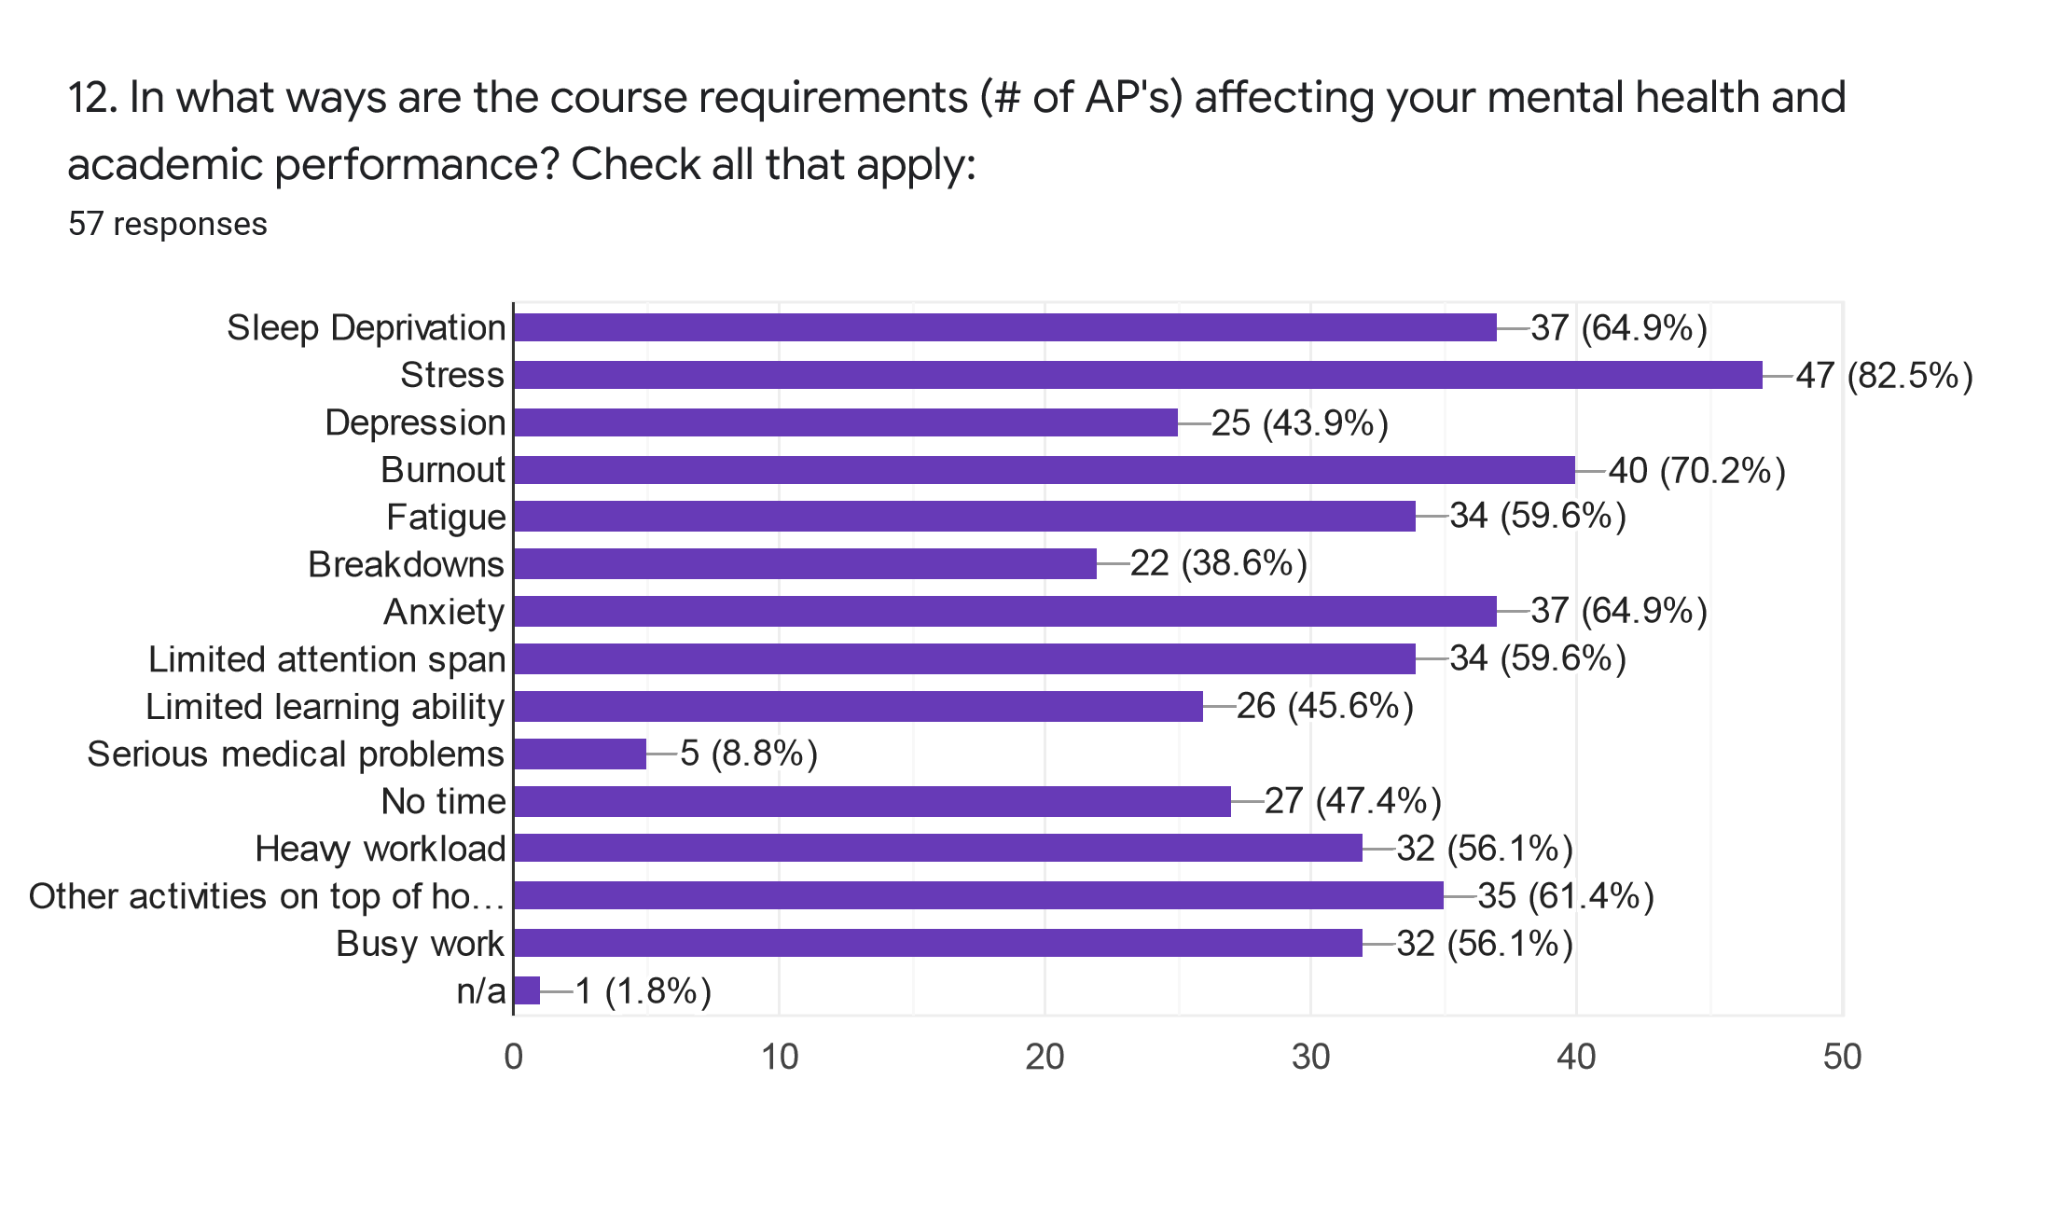 12. In what ways are the course requirements (# of AP's) affecting your mental health and
academic performance? Check all that apply:
57 responses
Sleep Deprivation 37 (64.9%)
Stress 47 (82.5%)
Depression 25 (43.9%)
Burnout 40 (70.2%)
Fatigue 34 (59.6%)
Breakdowns 22 (38.6%)
Anxiety 37 (64.9%)
Limited attention span 34 (59.6%)
Limited learning ability 26 (45.6%)
Serious medical problems 5 (8.8%)
No time 27 (47.4%)
Heavy workload 32 (56.1%)
Other activities on top of ho... 35 (61.4%)
Busy work 32 (56.1%)
n/a 1 (1.8%)
0 10 20 30 40 50